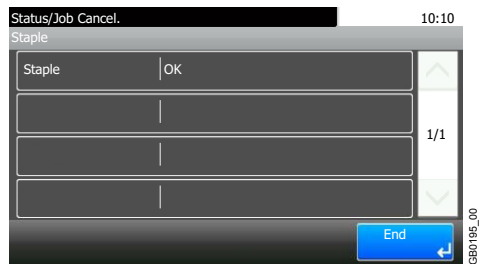 Status/Job Cancel. 10:10
Staple
Staple OK
1/1
End
GB0195_00